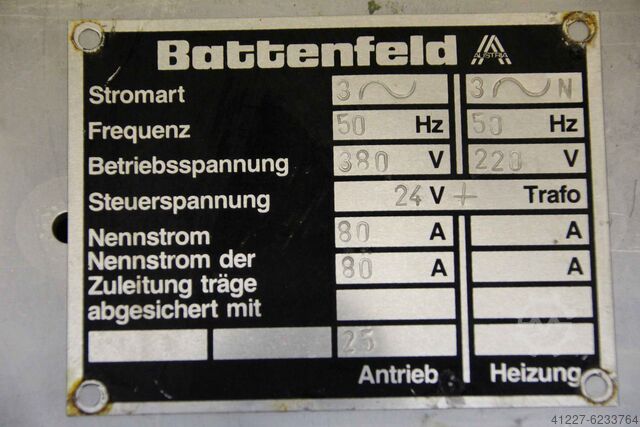 Battenfeld AUSTRIA
Stromart 3 ~ 3 ~ N
Frequenz 50 Hz 50 Hz
Betriebsspannung 380 V 220 V
Steuerspannung 24 V + Trafo
Nennstrom 80 A A
Nennstrom der 80 A A
Zuleitung träge
abgesichert mit
25
Antrieb Heizung
41227-6233764